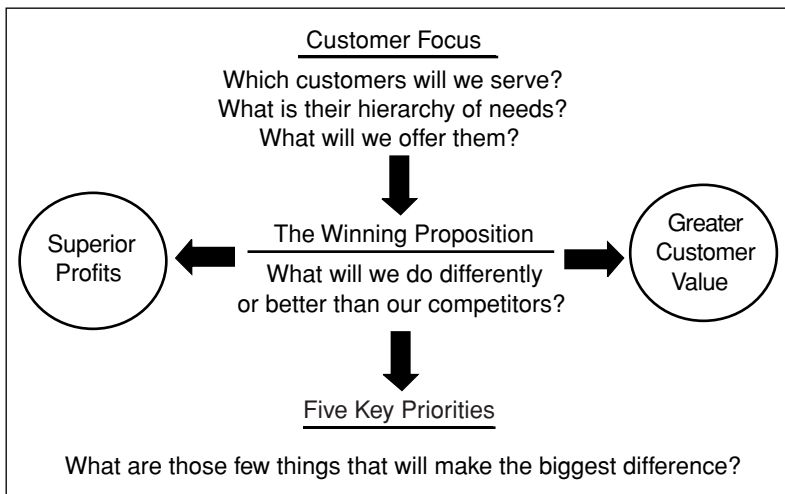 Customer Focus
Which customers will we serve?
What is their hierarchy of needs?
What will we offer them?
Superior
Profits
The Winning Proposition
What will we do differently
or better than our competitors?
Greater
Customer
Value
Five Key Priorities
What are those few things that will make the biggest difference?